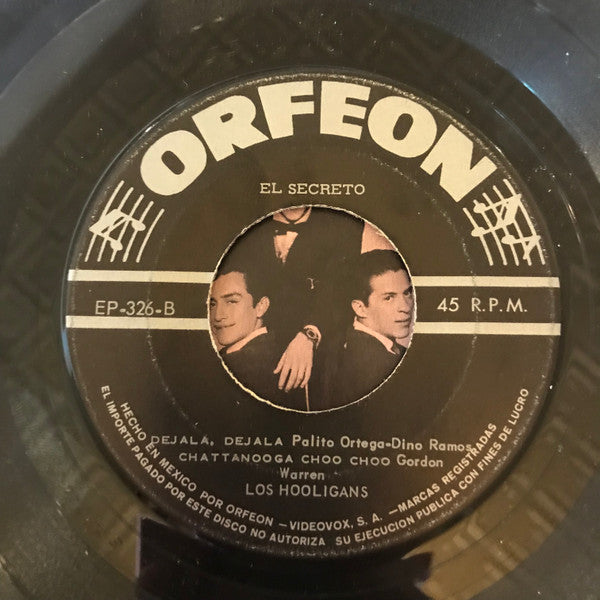 ORFEON
EL SECRETO
EP-326-B
45 R.P.M.
DEJALA, DEJALA Palito Ortega-Dino Ramos
CHATTANOOGA CHOO CHOO Gordon
Warren
LOS HOOLIGANS
HECHO EN MEXICO POR ORFEON – VIDEOVOX, S. A. – MARCAS REGISTRADAS
EL IMPORTE PAGADO POR ESTE DISCO NO AUTORIZA SU EJECUCION PUBLICA CON FINES DE LUCRO